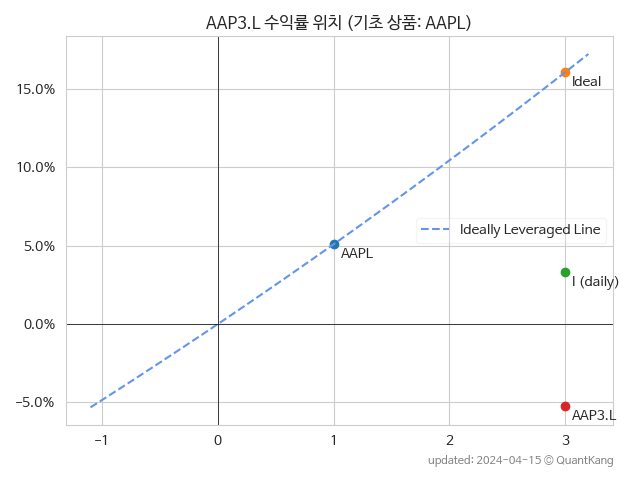 AAP3.L 수익률 위치 (기초 상품: AAPL)
15.0%
10.0%
5.0%
0.0%
−5.0%
Ideal
Ideally Leveraged Line
AAPL
I (daily)
AAP3.L
−1
0
1
2
3
updated: 2024-04-15 © QuantKang